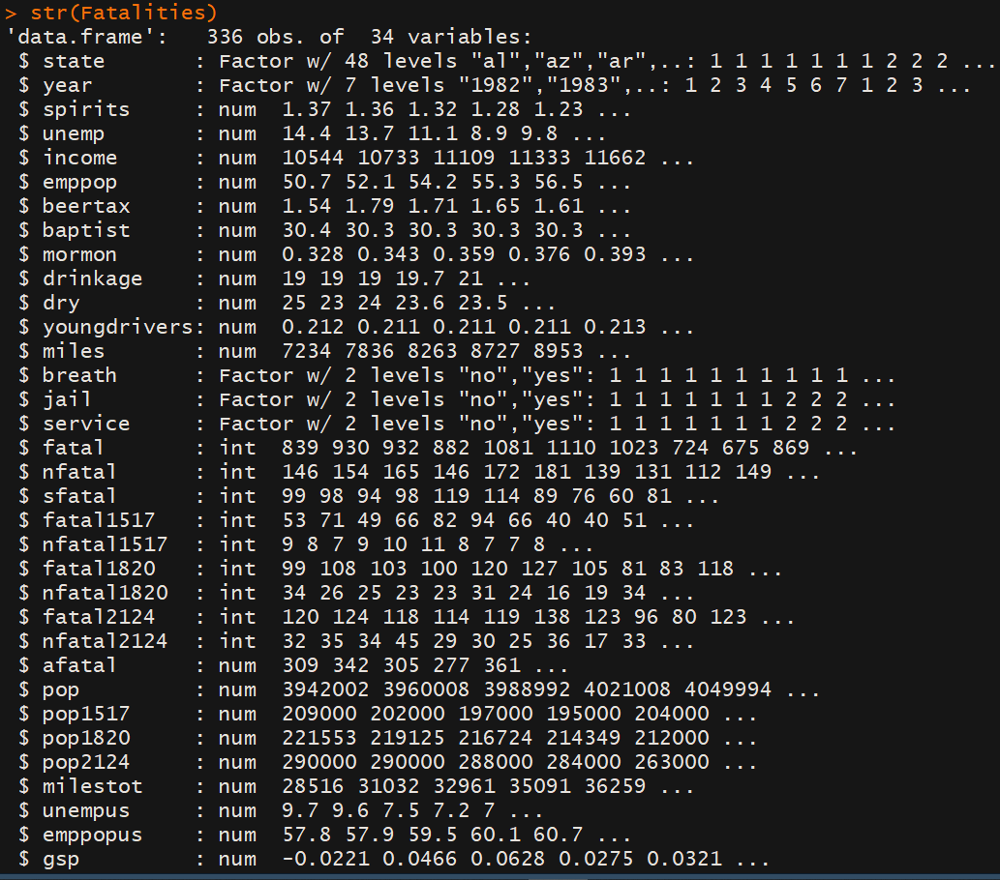 > str(Fatalities)
'data.frame':   336 obs. of  34 variables:
 $ state       : Factor w/ 48 levels "al","az","ar",..: 1 1 1 1 1 1 1 2 2 2 ...
 $ year        : Factor w/ 7 levels "1982","1983",..: 1 2 3 4 5 6 7 1 2 3 ...
 $ spirits     : num  1.37 1.36 1.32 1.28 1.23 ...
 $ unemp       : num  14.4 13.7 11.1 8.9 9.8 ...
 $ income      : num  10544 10733 11109 11333 11662 ...
 $ emppop      : num  50.7 52.1 54.2 55.3 56.5 ...
 $ beertax     : num  1.54 1.79 1.71 1.65 1.61 ...
 $ baptist     : num  30.4 30.3 30.3 30.3 30.3 ...
 $ mormon      : num  0.328 0.343 0.359 0.376 0.393 ...
 $ drinkage    : num  19 19 19 19.7 21 ...
 $ dry         : num  25 23 24 23.6 23.5 ...
 $ youngdrivers: num  0.212 0.211 0.211 0.211 0.213 ...
 $ miles       : num  7234 7836 8263 8727 8953 ...
 $ breath      : Factor w/ 2 levels "no","yes": 1 1 1 1 1 1 1 1 1 1 ...
 $ jail        : Factor w/ 2 levels "no","yes": 1 1 1 1 1 1 1 2 2 2 ...
 $ service     : Factor w/ 2 levels "no","yes": 1 1 1 1 1 1 1 2 2 2 ...
 $ fatal       : int  839 930 932 882 1081 1110 1023 724 675 869 ...
 $ nfatal      : int  146 154 165 146 172 181 139 131 112 149 ...
 $ sfatal      : int  99 98 94 98 119 114 89 76 60 81 ...
 $ fatal1517   : int  53 71 49 66 82 94 66 40 40 51 ...
 $ nfatal1517  : int  9 8 7 9 10 11 8 7 7 8 ...
 $ fatal1820   : int  99 108 103 100 120 127 105 81 83 118 ...
 $ nfatal1820  : int  34 26 25 23 23 31 24 16 19 34 ...
 $ fatal2124   : int  120 124 118 114 119 138 123 96 80 123 ...
 $ nfatal2124  : int  32 35 34 45 29 30 25 36 17 33 ...
 $ afatal      : num  309 342 305 277 361 ...
 $ pop         : num  3942002 3960008 3988992 4021008 4049994 ...
 $ pop1517     : num  209000 202000 197000 195000 204000 ...
 $ pop1820     : num  221553 219125 216724 214349 212000 ...
 $ pop2124     : num  290000 290000 288000 284000 263000 ...
 $ milestot    : num  28516 31032 32961 35091 36259 ...
 $ unempus     : num  9.7 9.6 7.5 7.2 7 ...
 $ emppopus    : num  57.8 57.9 59.5 60.1 60.7 ...
 $ gsp         : num  -0.0221 0.0466 0.0628 0.0275 0.0321 ...